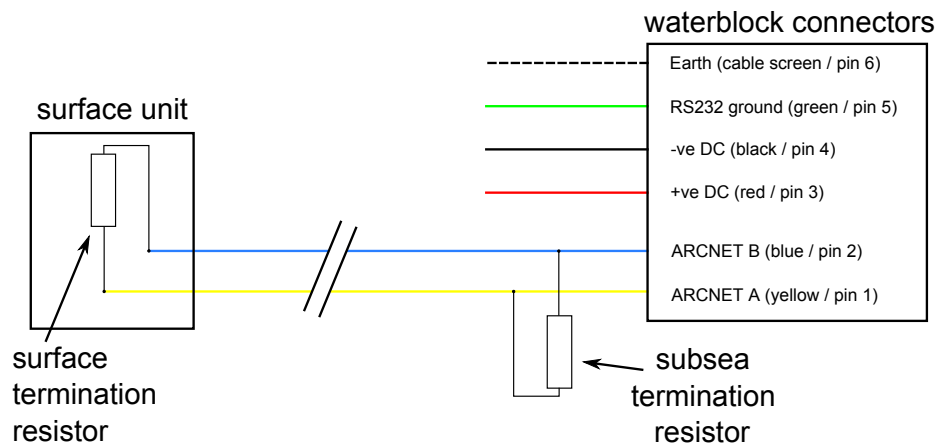 waterblock connectors
Earth (cable screen / pin 6)
RS232 ground (green / pin 5)
-ve DC (black / pin 4)
+ve DC (red / pin 3)
ARCNET B (blue / pin 2)
ARCNET A (yellow / pin 1)
surface unit
surface
termination
resistor
subsea
termination
resistor